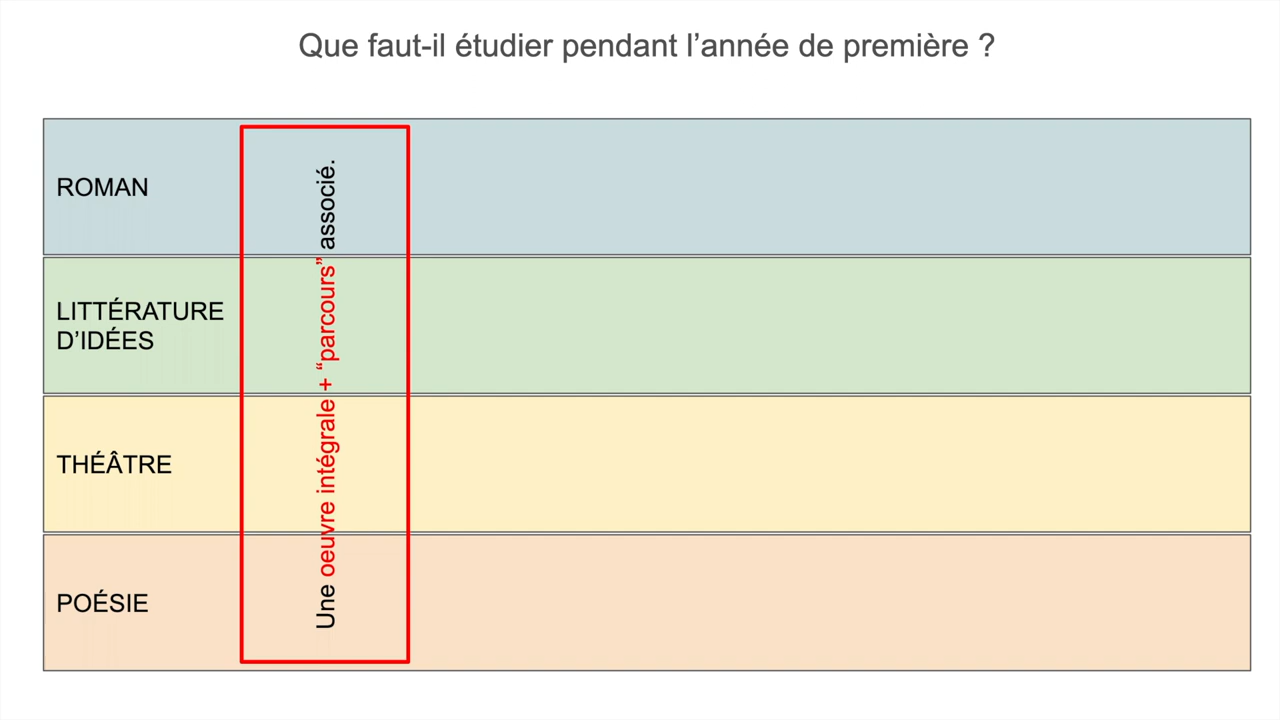 Que faut-il étudier pendant l’année de première ?
ROMAN
LITTÉRATURE
D’IDÉES
THÉÂTRE
POÉSIE
Une oeuvre intégrale + “parcours” associé.